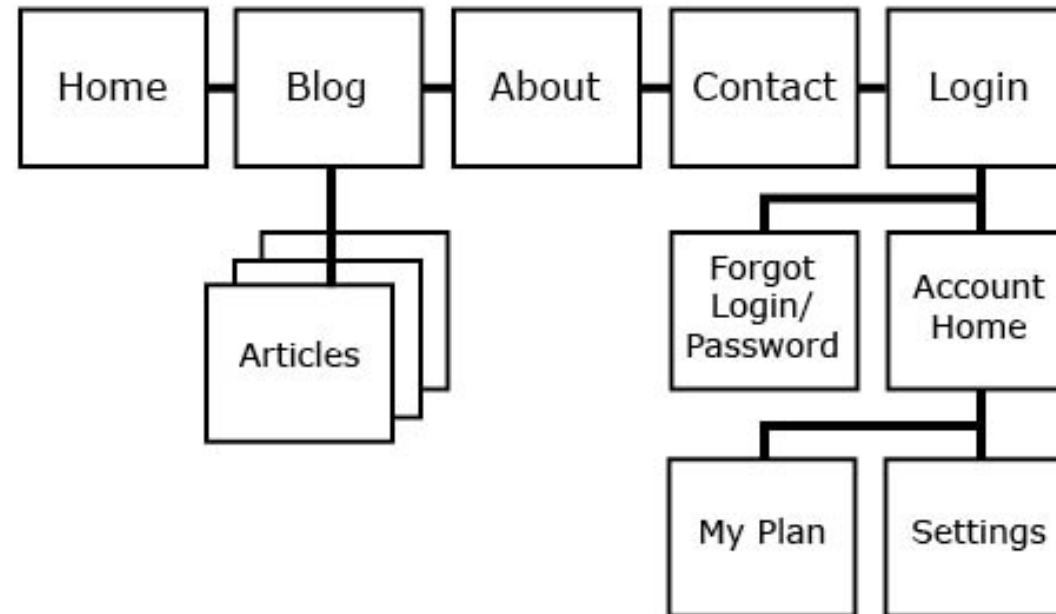 Home
Blog
About
Contact
Login
Articles
Forgot
Login/
Password
Account
Home
My Plan
Settings